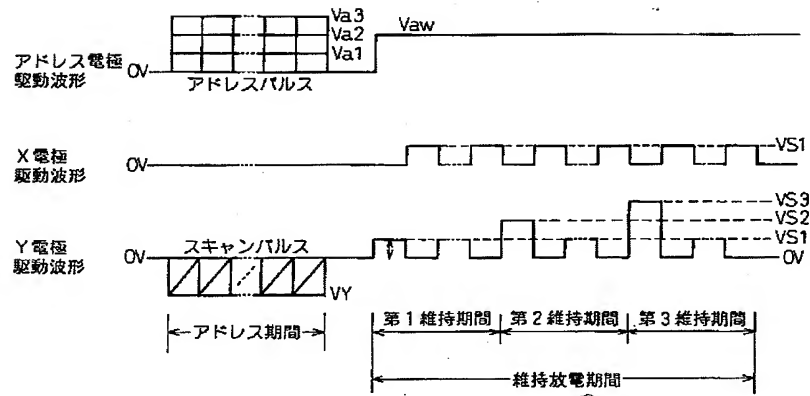 Va3
Va2
Va1
Vaw
アドレス電極
駆動波形
0V
アドレスパルス
X電極
駆動波形
0V
VS1
VS3
VS2
VS1
0V
Y電極
駆動波形
0V
スキャンパルス
VY
アドレス期間
第1維持期間
第2維持期間
第3維持期間
維持放電期間